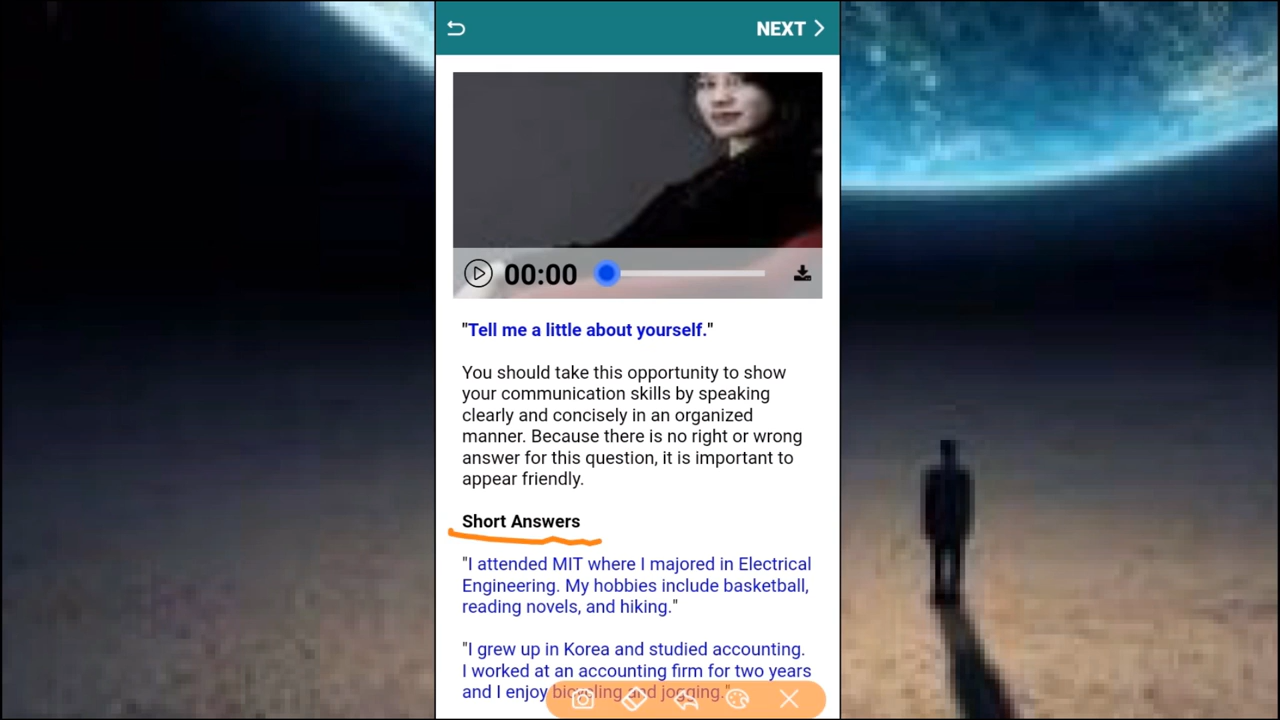 NEXT
00:00
"Tell me a little about yourself."
You should take this opportunity to show
your communication skills by speaking
clearly and concisely in an organized
manner. Because there is no right or wrong
answer for this question, it is important to
appear friendly.
Short Answers
"I attended MIT where I majored in Electrical
Engineering. My hobbies include basketball,
reading novels, and hiking."
"I grew up in Korea and studied accounting.
I worked at an accounting firm for two years
and I enjoy bicycling and jogging."